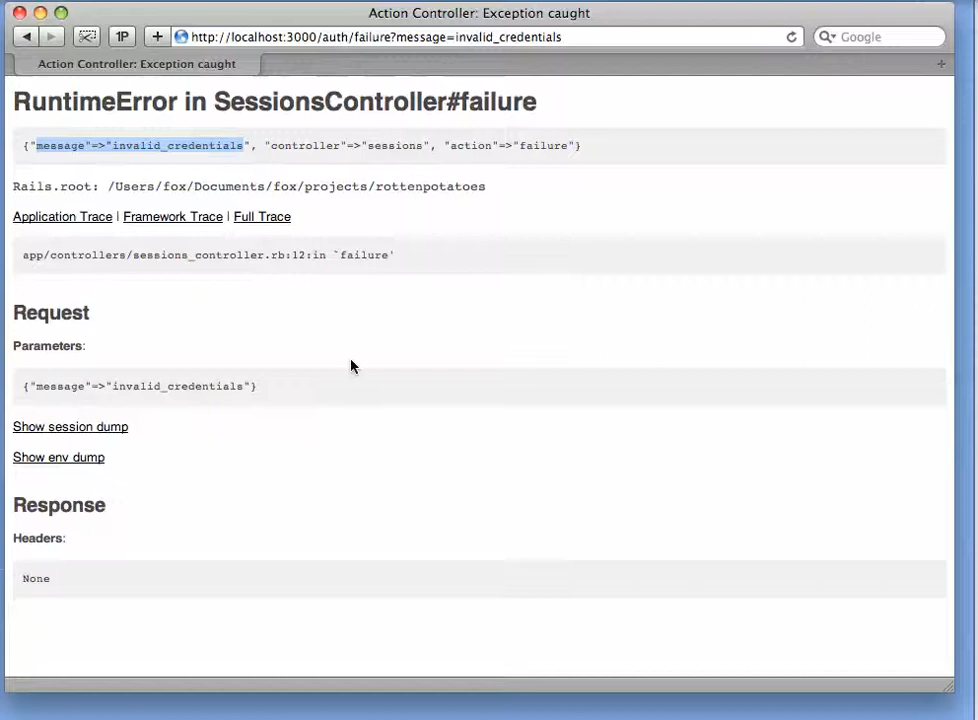 Action Controller: Exception caught
1P
+
http://localhost:3000/auth/failure?message=invalid_credentials
Google
Action Controller: Exception caught
+
RuntimeError in SessionsController#failure
{"message"=>"invalid_credentials", "controller"=>"sessions", "action"=>"failure"}
Rails.root: /Users/fox/Documents/fox/projects/rottenpotatoes
Application Trace | Framework Trace | Full Trace
app/controllers/sessions_controller.rb:12:in `failure'
Request
Parameters:
{"message"=>"invalid_credentials"}
Show session dump
Show env dump
Response
Headers:
None